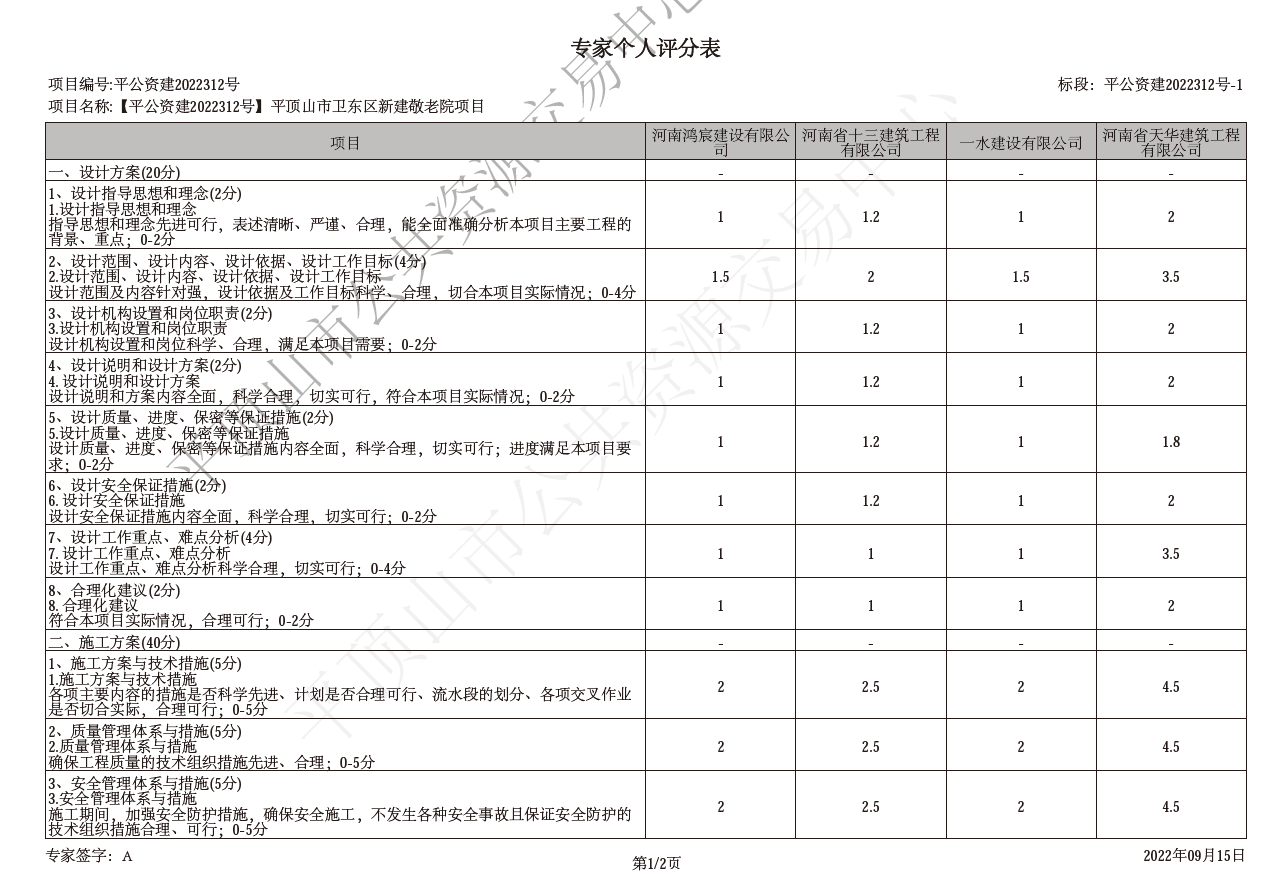 专家个人评分表
项目编号:平公资建2022312号
标段：平公资建2022312号-1
项目名称:【平公资建2022312号】平顶山市卫东区新建敬老院项目
项目
河南鸿宸建设有限公
司
河南省十三建筑工程
有限公司
一水建设有限公司
河南省天华建筑工程
有限公司
一、设计方案(20分)
- - - -
1、设计指导思想和理念(2分)
1.设计指导思想和理念
指导思想和理念先进可行，表述清晰、严谨、合理，能全面准确分析本项目主要工程的
背景、重点；0-2分
1 1.2 1 2
2、设计范围、设计内容、设计依据、设计工作目标(4分)
2.设计范围、设计内容、设计依据、设计工作目标
设计范围及内容针对强，设计依据及工作目标科学、合理，切合本项目实际情况；0-4分
1.5 2 1.5 3.5
3、设计机构设置和岗位职责(2分)
3.设计机构设置和岗位职责
设计机构设置和岗位科学、合理，满足本项目需要；0-2分
1 1.2 1 2
4、设计说明和设计方案(2分)
4. 设计说明和设计方案
设计说明和方案内容全面，科学合理，切实可行，符合本项目实际情况；0-2分
1 1.2 1 2
5、设计质量、进度、保密等保证措施(2分)
5.设计质量、进度、保密等保证措施
设计质量、进度、保密等保证措施内容全面，科学合理，切实可行；进度满足本项目要
求；0-2分
1 1.2 1 1.8
6、设计安全保证措施(2分)
6. 设计安全保证措施
设计安全保证措施内容全面，科学合理，切实可行；0-2分
1 1.2 1 2
7、设计工作重点、难点分析(4分)
7. 设计工作重点、难点分析
设计工作重点、难点分析科学合理，切实可行；0-4分
1 1 1 3.5
8、合理化建议(2分)
8. 合理化建议
符合本项目实际情况，合理可行；0-2分
1 1 1 2
二、施工方案(40分)
- - - -
1、施工方案与技术措施(5分)
1.施工方案与技术措施
各项主要内容的措施是否科学先进、计划是否合理可行、流水段的划分、各项交叉作业
是否切合实际，合理可行；0-5分
2 2.5 2 4.5
2、质量管理体系与措施(5分)
2.质量管理体系与措施
确保工程质量的技术组织措施先进、合理；0-5分
2 2.5 2 4.5
3、安全管理体系与措施(5分)
3.安全管理体系与措施
施工期间，加强安全防护措施，确保安全施工，不发生各种安全事故且保证安全防护的
技术组织措施合理、可行；0-5分
2 2.5 2 4.5
专家签字：A
第1/2页
2022年09月15日
平顶山市公共资源交易中心
平顶山市公共资源交易中心